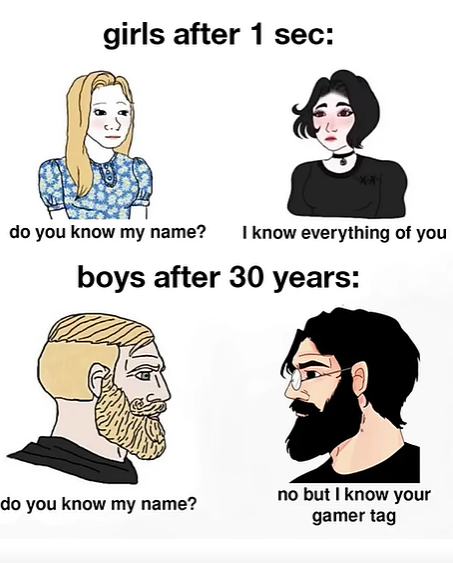 girls after 1 sec:
do you know my name?
I know everything of you
boys after 30 years:
do you know my name?
no but I know your
gamer tag